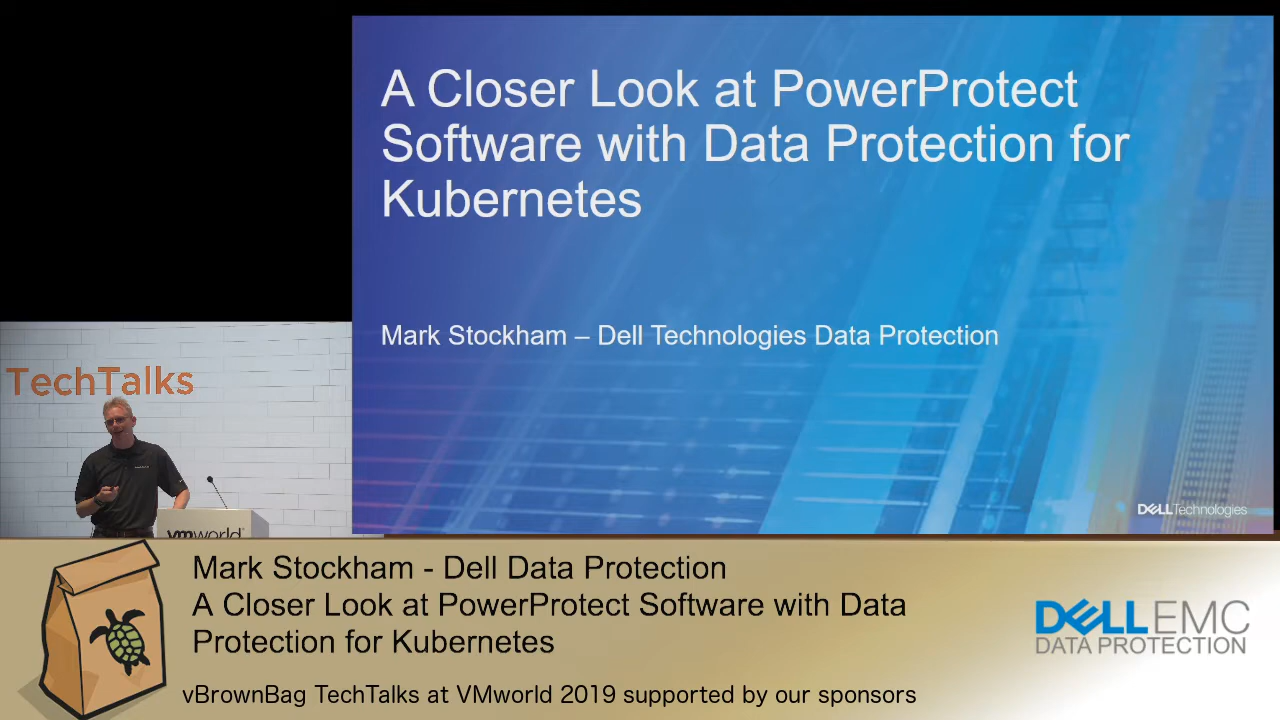 A Closer Look at PowerProtect
Software with Data Protection for
Kubernetes
Mark Stockham – Dell Technologies Data Protection
DELL Technologies
TechTalks
vmworld
Mark Stockham - Dell Data Protection
A Closer Look at PowerProtect Software with Data
Protection for Kubernetes
vBrownBag TechTalks at VMworld 2019 supported by our sponsors
DELL EMC
DATA PROTECTION